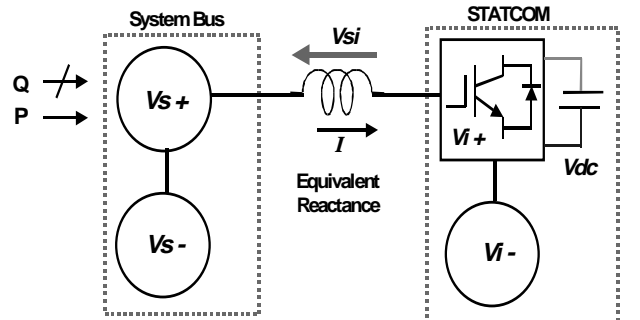 System Bus
STATCOM
Vsi
Q
P
Vs+
I
Vi+
Vdc
Equivalent
Reactance
Vs-
Vi-